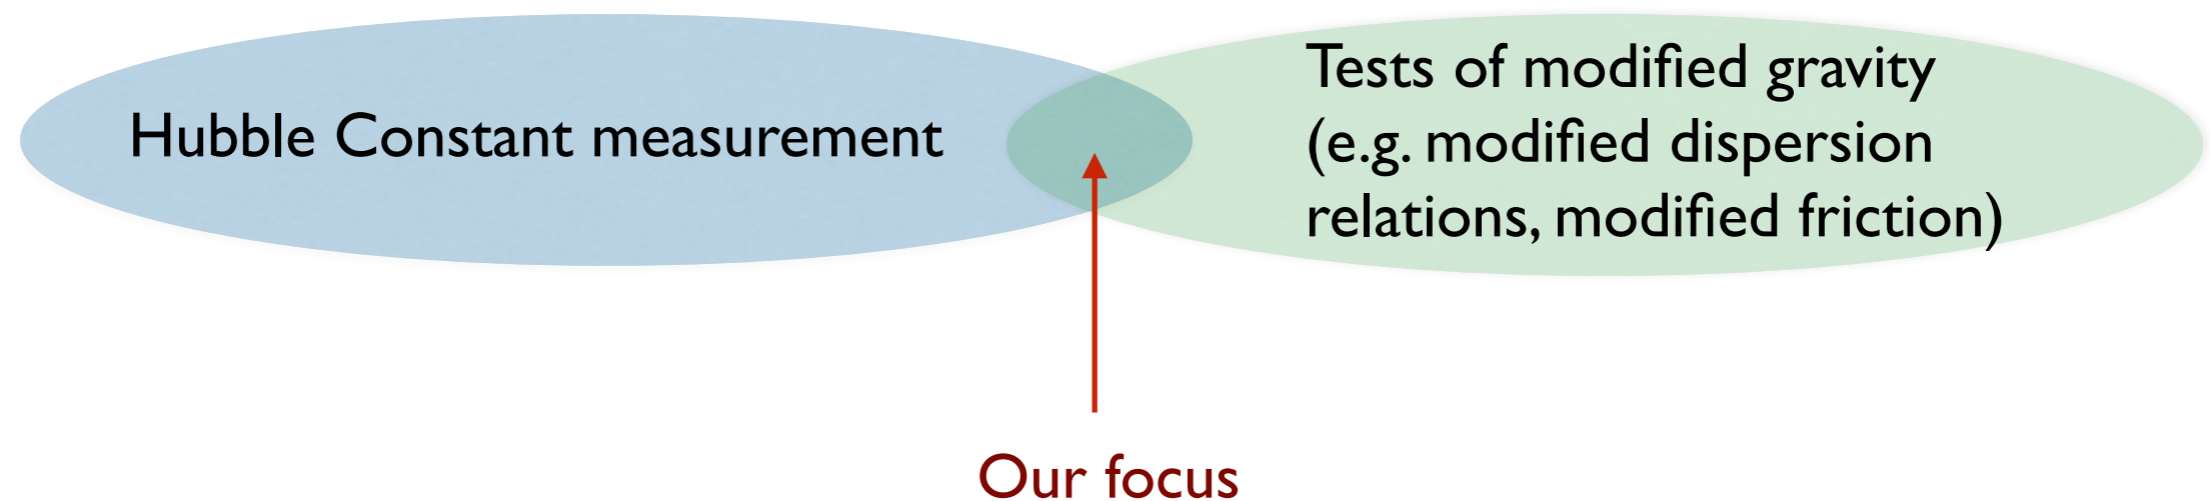 Hubble Constant measurement
Tests of modified gravity
(e.g. modified dispersion
relations, modified friction)
Our focus